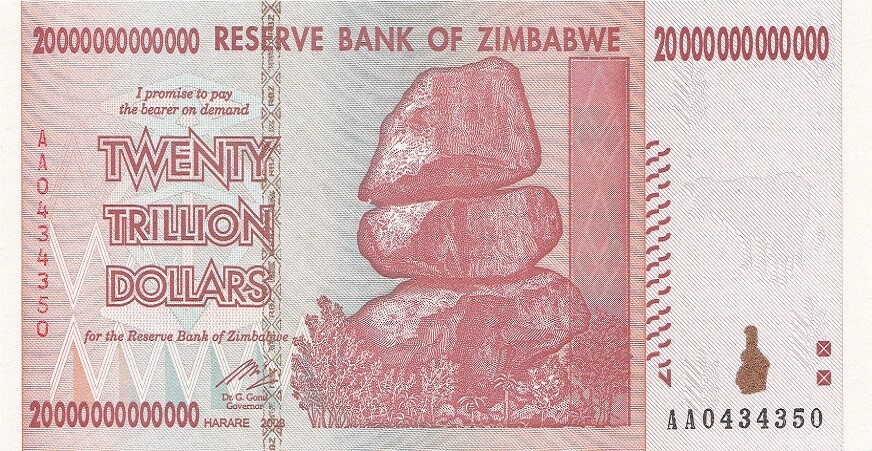 20000000000000 RESERVE BANK OF ZIMBABWE 20000000000000
I promise to pay
the bearer on demand
TWENTY
TRILLION
DOLLARS
for the Reserve Bank of Zimbabwe
AA0434350
Dr. G. Gono
Governor
20000000000000 HARARE 2008
AA0434350